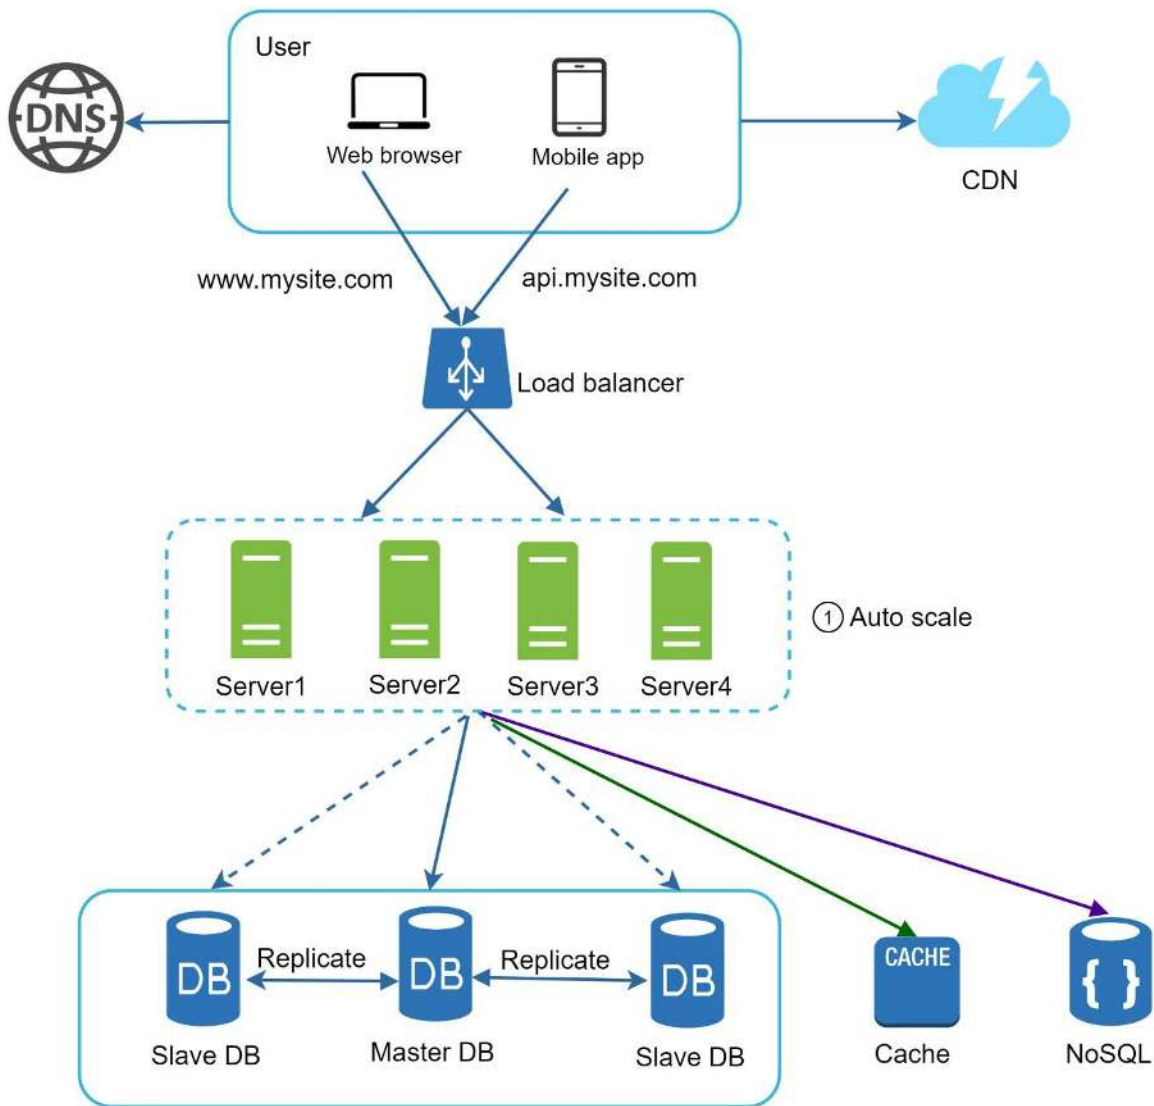 User
DNS
Web browser
Mobile app
CDN
www.mysite.com
api.mysite.com
Load balancer
1 Auto scale
Server1
Server2
Server3
Server4
Replicate
Replicate
DB
DB
DB
CACHE
{ }
Slave DB
Master DB
Slave DB
Cache
NoSQL